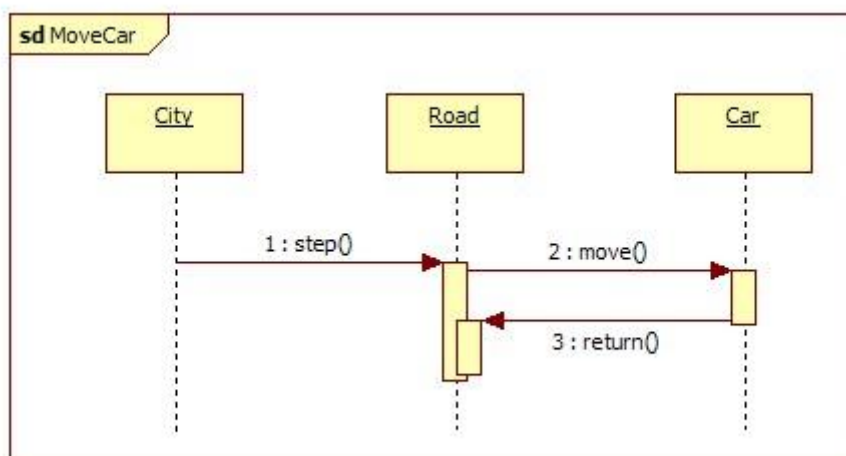 sd MoveCar
City
Road
Car
1 : step()
2 : move()
3 : return()